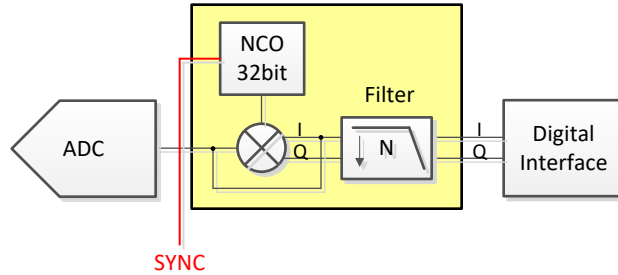 NCO
32bit
Filter
ADC
I
Q
N
I
Q
Digital
Interface
SYNC